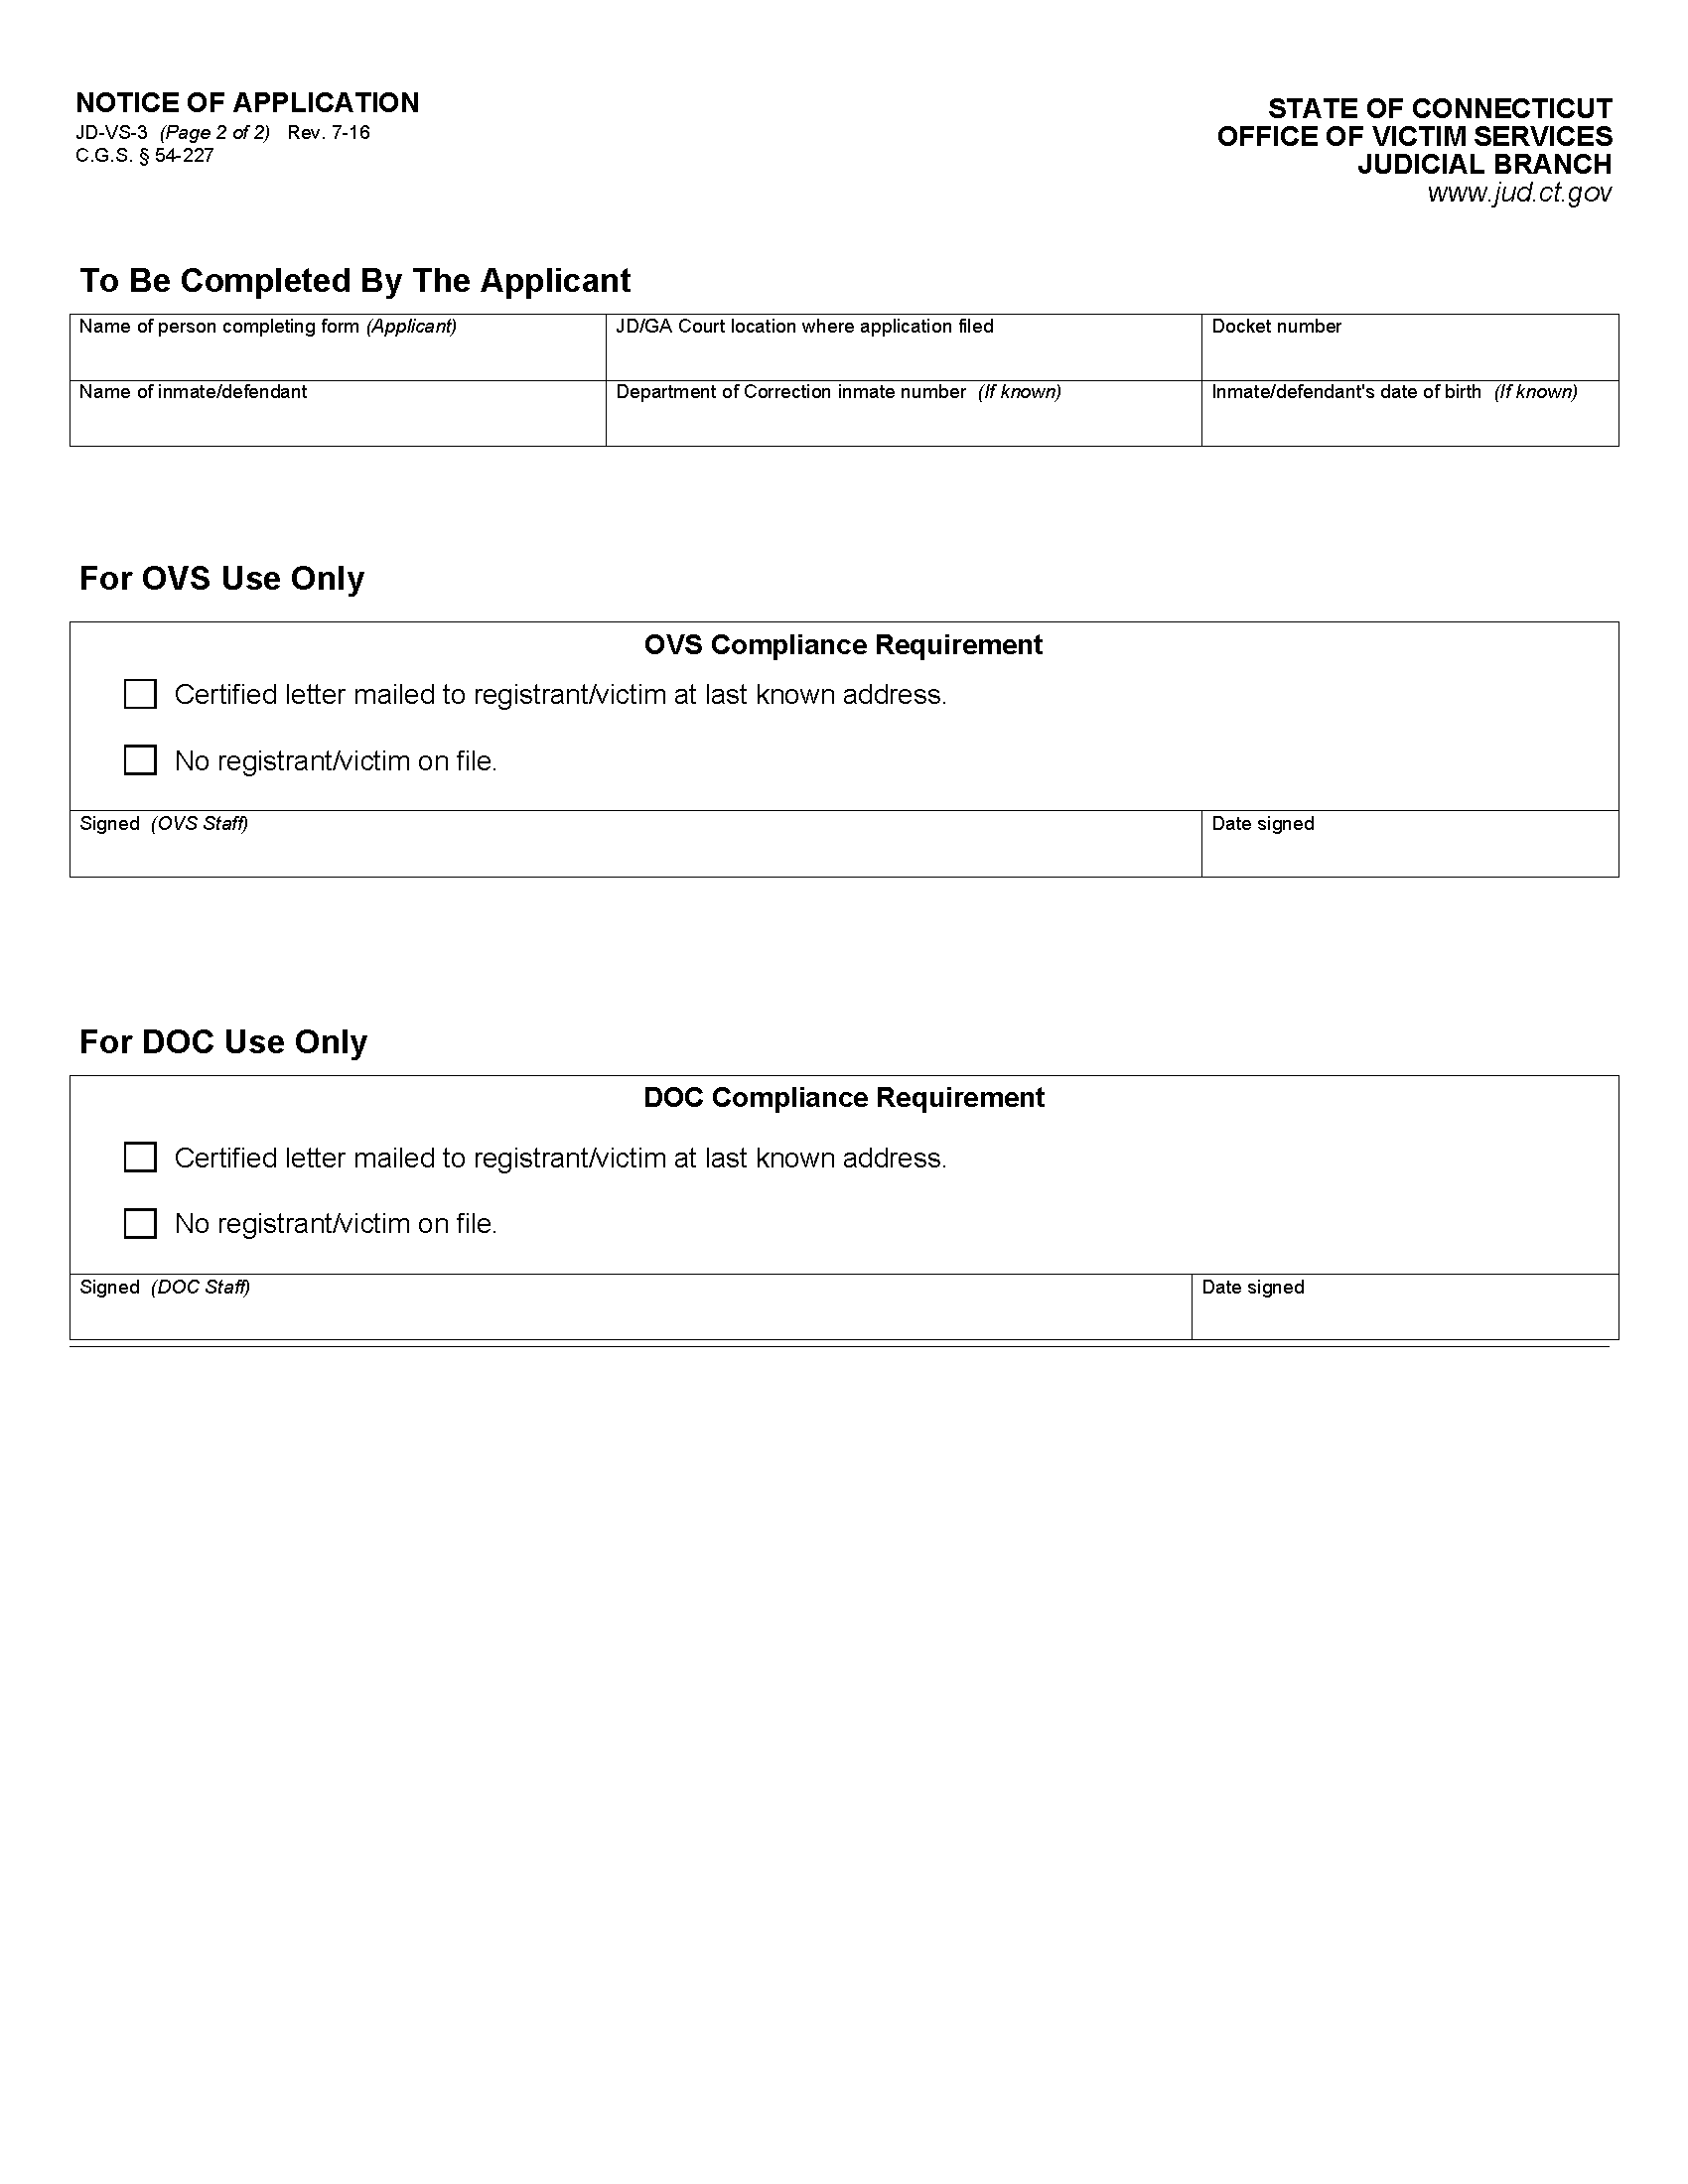 NOTICE OF APPLICATION
JD-VS-3 (Page 2 of 2) Rev. 7-16
C.G.S. § 54-227
STATE OF CONNECTICUT
OFFICE OF VICTIM SERVICES
JUDICIAL BRANCH
www.jud.ct.gov
To Be Completed By The Applicant
Name of person completing form (Applicant)
JD/GA Court location where application filed
Docket number
Name of inmate/defendant
Department of Correction inmate number (If known)
Inmate/defendant's date of birth (If known)
For OVS Use Only
OVS Compliance Requirement
Certified letter mailed to registrant/victim at last known address.
No registrant/victim on file.
Signed (OVS Staff)
Date signed
For DOC Use Only
DOC Compliance Requirement
Certified letter mailed to registrant/victim at last known address.
No registrant/victim on file.
Signed (DOC Staff)
Date signed